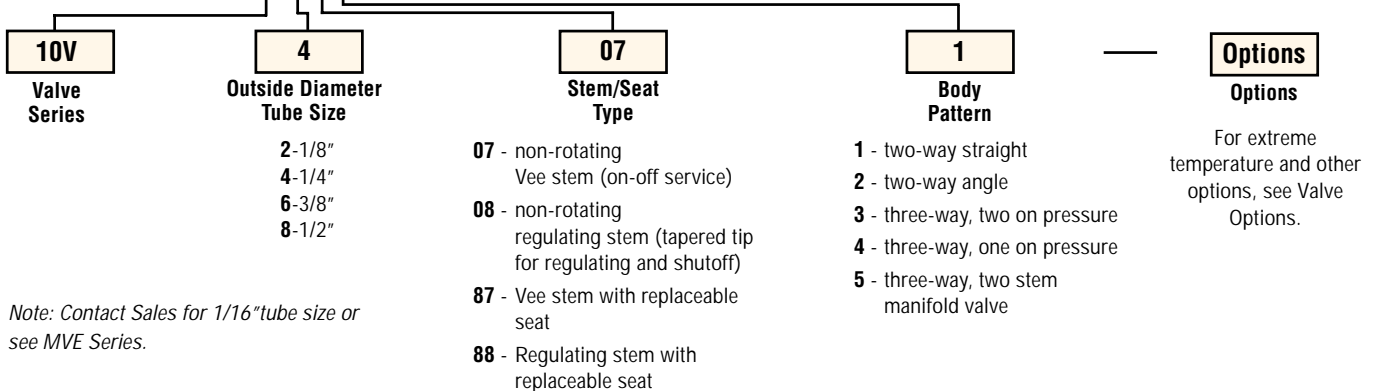 10V
Valve
Series
4
Outside Diameter
Tube Size
2-1/8"
4-1/4"
6-3/8"
8-1/2"
Note: Contact Sales for 1/16"tube size or
see MVE Series.
07
Stem/Seat
Type
07 - non-rotating
Vee stem (on-off service)
08 - non-rotating
regulating stem (tapered tip
for regulating and shutoff)
87 - Vee stem with replaceable
seat
88 - Regulating stem with
replaceable seat
1
Body
Pattern
1 - two-way straight
2 - two-way angle
3 - three-way, two on pressure
4 - three-way, one on pressure
5 - three-way, two stem
manifold valve
Options
Options
For extreme
temperature and other
options, see Valve
Options.